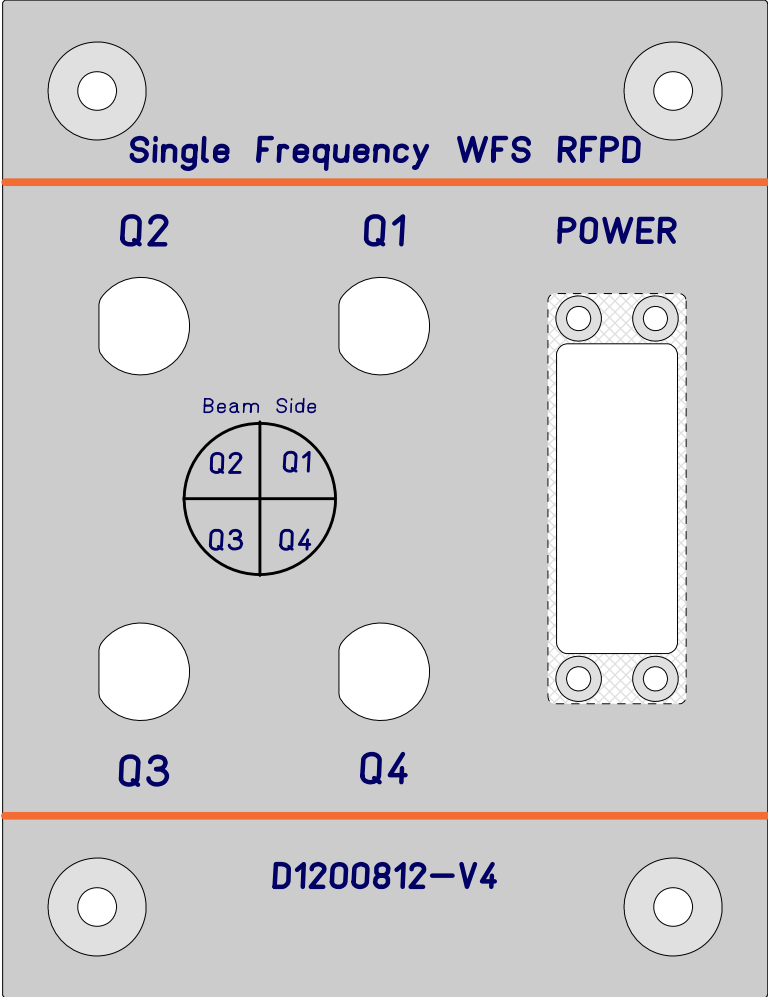 Single Frequency WFS RFPD
Q2 Q1 POWER
Beam Side
Q2 Q1
Q3 Q4
Q3 Q4
D1200812-V4